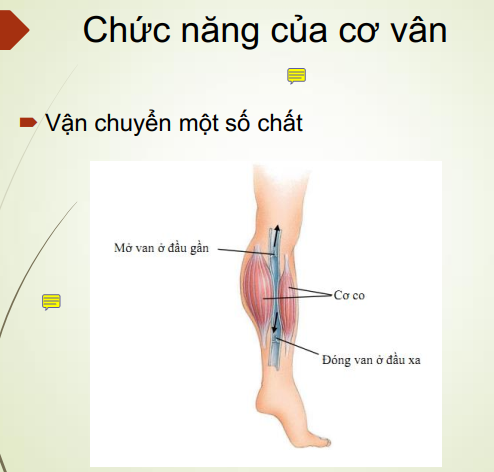 Chức năng của cơ vân
Vận chuyển một số chất
Mở van ở đầu gần
Cơ co
Đóng van ở đầu xa